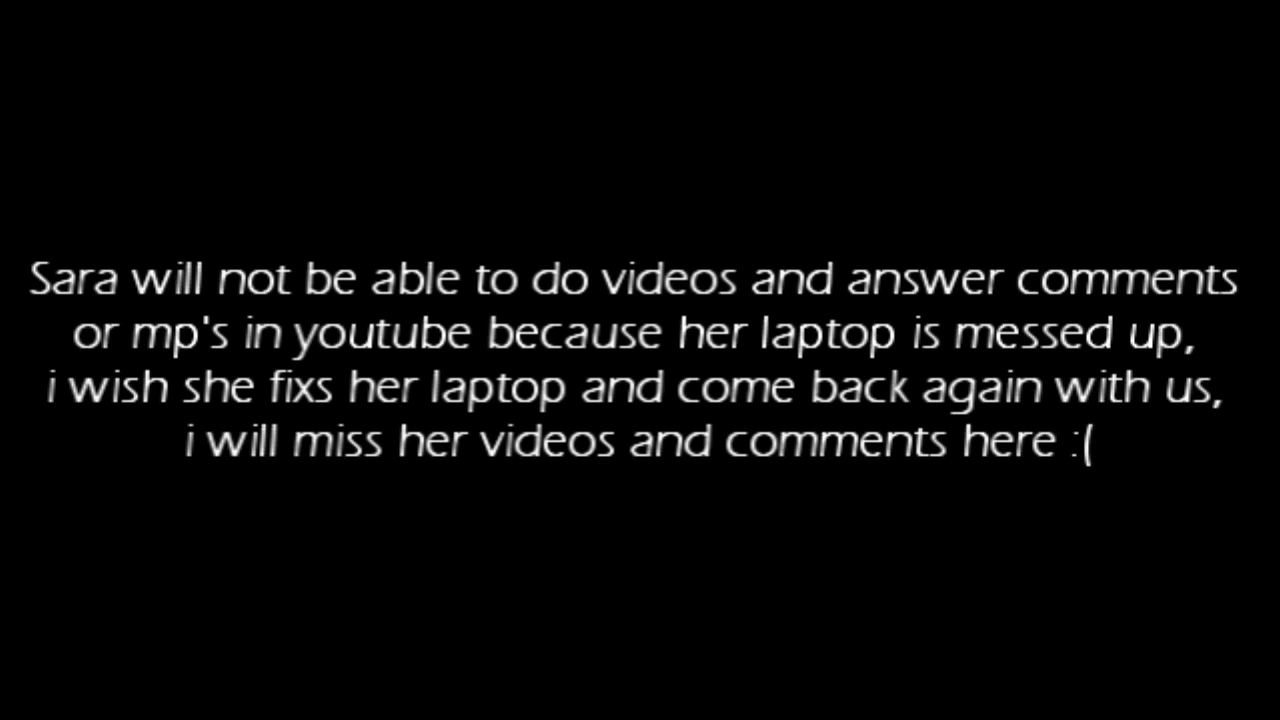 Sara will not be able to do videos and answer comments
or mp's in youtube because her laptop is messed up,
i wish she fixs her laptop and come back again with us,
i will miss her videos and comments here :(